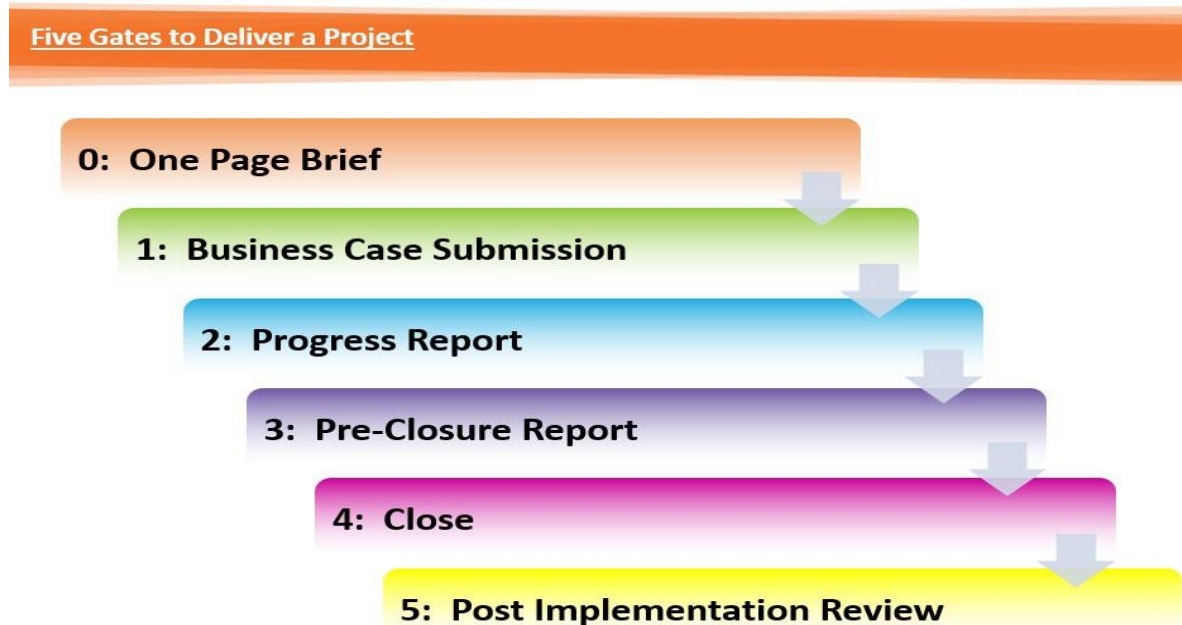 Five Gates to Deliver a Project
0: One Page Brief
1: Business Case Submission
2: Progress Report
3: Pre-Closure Report
4: Close
5: Post Implementation Review